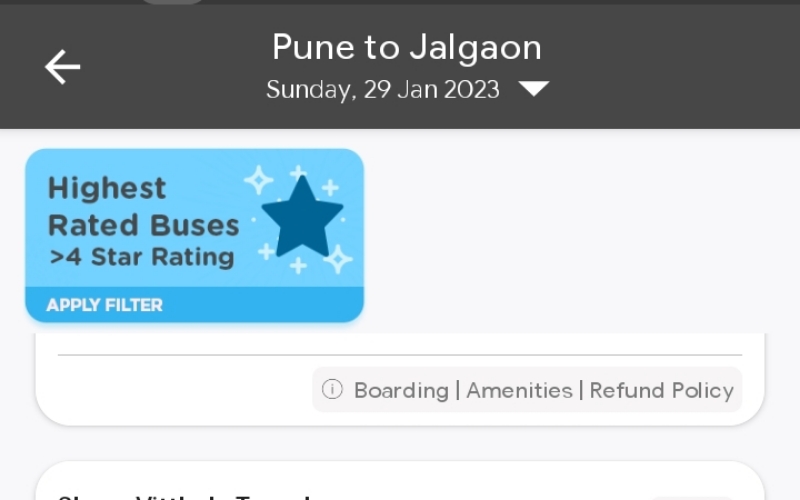 Pune to Jalgaon
Sunday, 29 Jan 2023
Highest
Rated Buses
>4 Star Rating
APPLY FILTER
Boarding | Amenities | Refund Policy